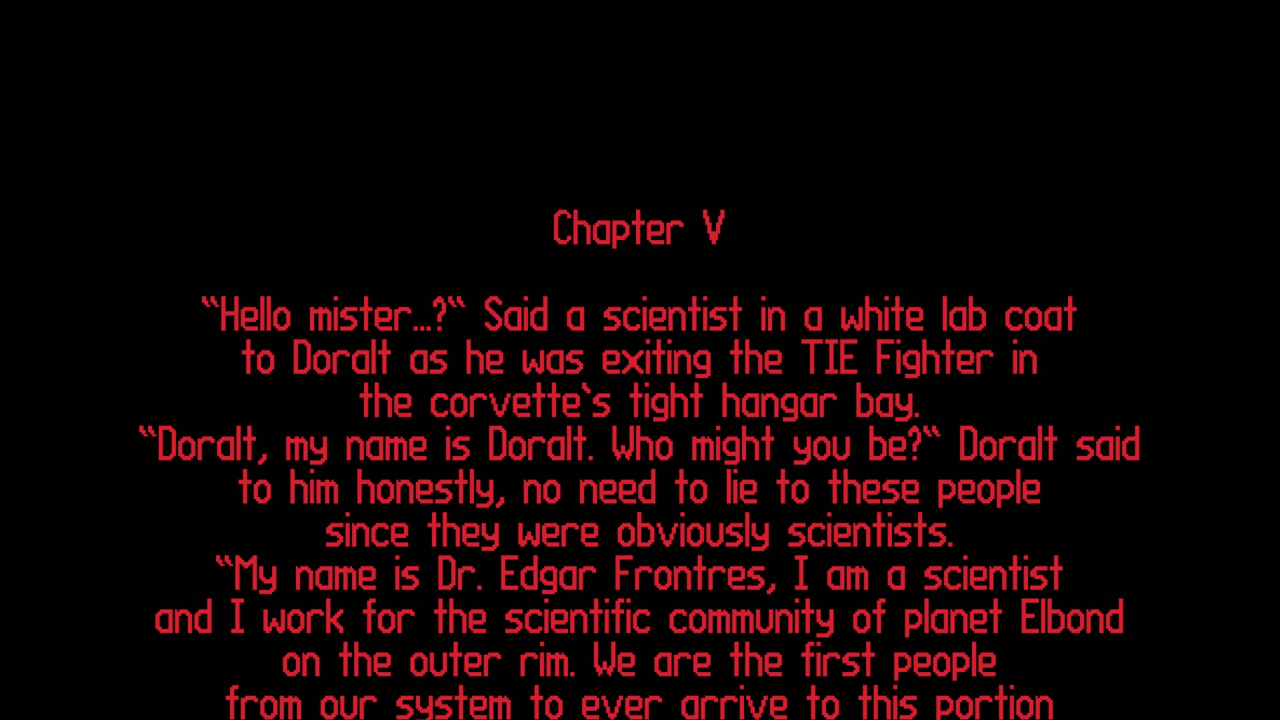 Chapter V
“Hello mister...?“ Said a scientist in a white lab coat
to Doralt as he was exiting the TIE Fighter in
the corvette`s tight hangar bay.
“Doralt, my name is Doralt. Who might you be?“ Doralt said
to him honestly, no need to lie to these people
since they were obviously scientists.
“My name is Dr. Edgar Frontres, I am a scientist
and I work for the scientific community of planet Elbond
on the outer rim. We are the first people
from our system to ever arrive to this portion